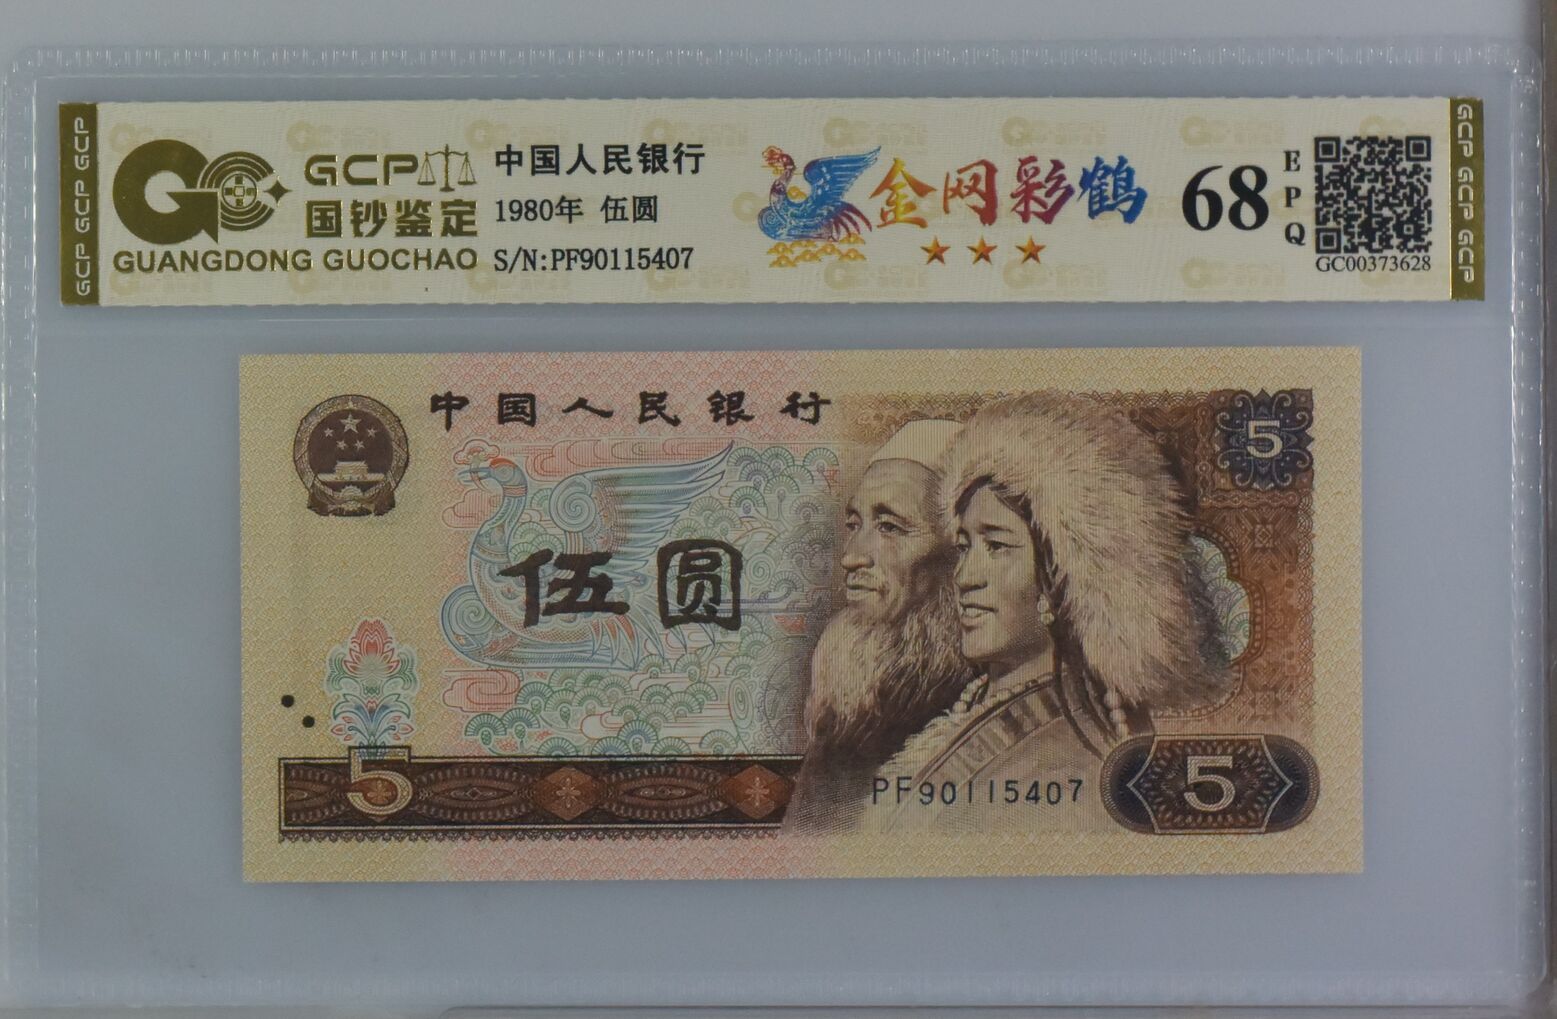 GCP GCP GCP
GCP
国钞鉴定
GUANGDONG GUOCHAO
中国人民银行
1980年 伍圆
S/N:PF90115407
金网彩鹤
68
EPQ
GC00373628
GCP GCP GCP
中国人民银行
5
伍圆
5
PF90115407
5